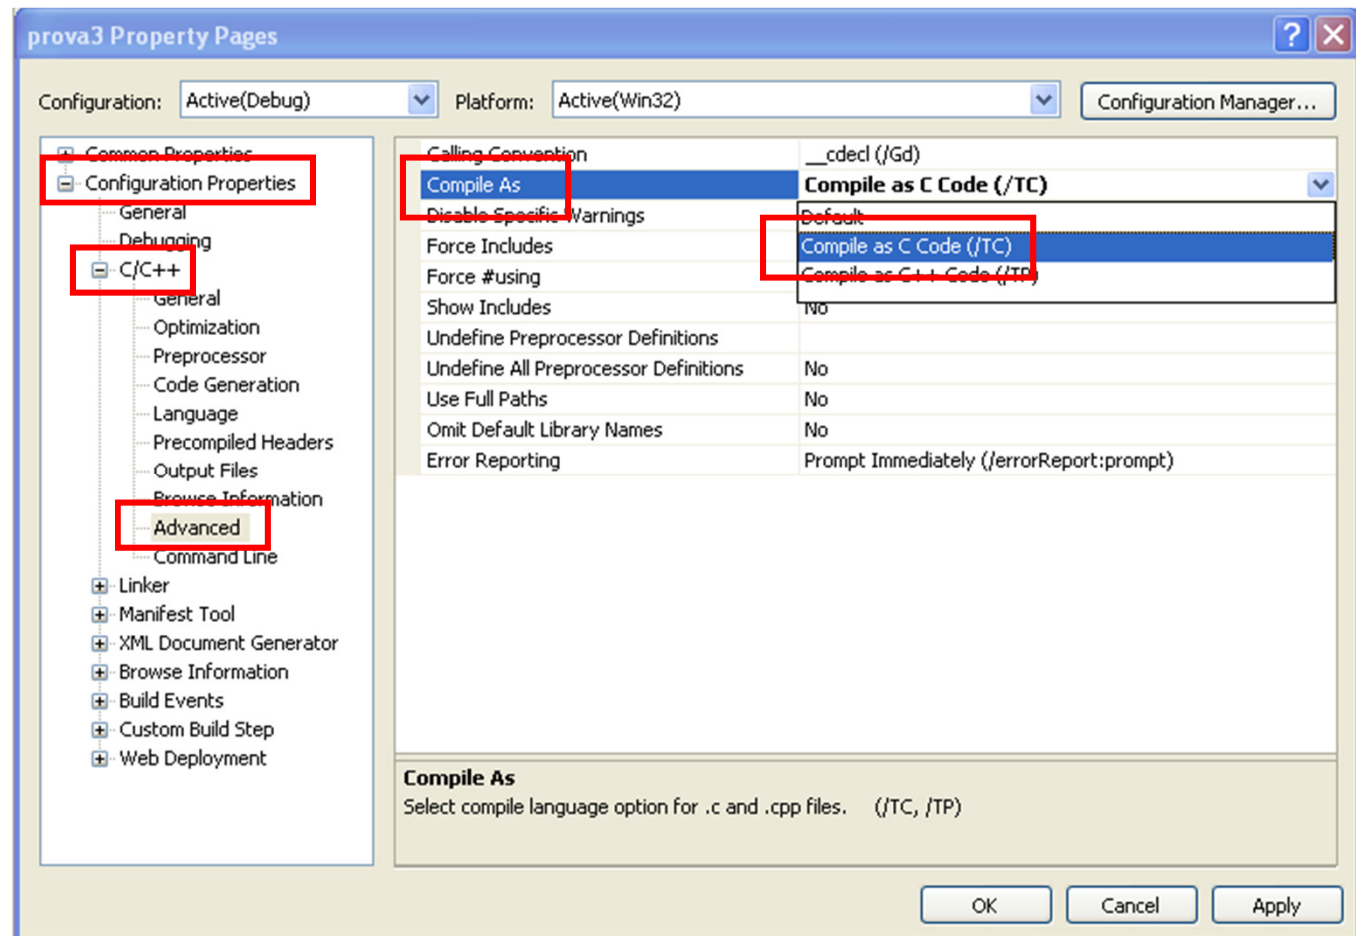 prova3 Property Pages
Configuration: Active(Debug) Platform: Active(Win32) Configuration Manager...
Common Properties
Configuration Properties
General
Debugging
C/C++
General
Optimization
Preprocessor
Code Generation
Language
Precompiled Headers
Output Files
Browse Information
Advanced
Command Line
Linker
Manifest Tool
XML Document Generator
Browse Information
Build Events
Custom Build Step
Web Deployment
Calling Convention __cdecl (/Gd)
Compile As Compile as C Code (/TC)
Disable Specific Warnings Default
Force Includes Compile as C Code (/TC)
Force #using Compile as C++ Code (/TP)
Show Includes No
Undefine Preprocessor Definitions
Undefine All Preprocessor Definitions No
Use Full Paths No
Omit Default Library Names No
Error Reporting Prompt Immediately (/errorReport:prompt)
Compile As
Select compile language option for .c and .cpp files. (/TC, /TP)
OK Cancel Apply